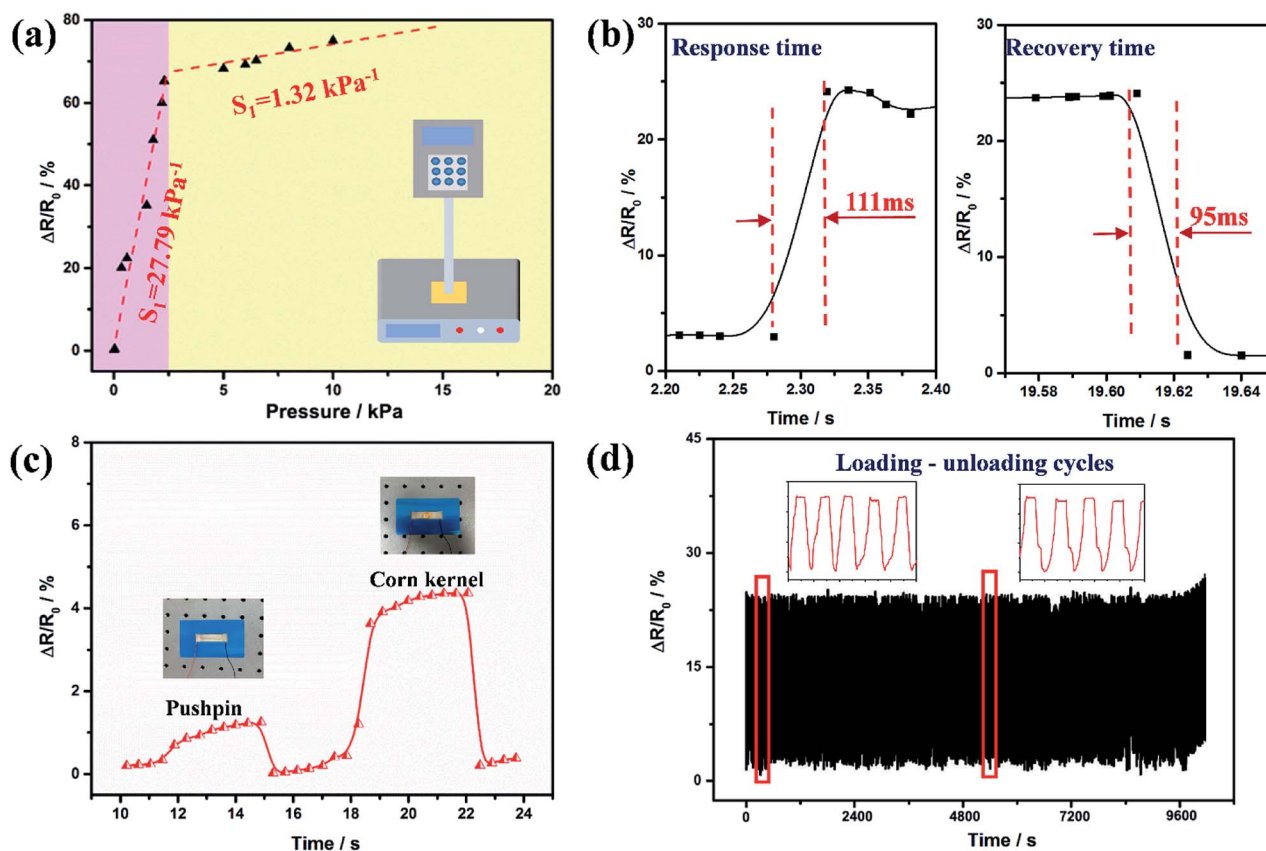 (a)
80
60
40
20
0
ΔR/R0 / %
S1=27.79 kPa-1
S1=1.32 kPa-1
0 5 10 15 20
Pressure / kPa
(b)
30
20
10
0
ΔR/R0 / %
Response time
111ms
2.20 2.25 2.30 2.35 2.40
Time / s
30
20
10
0
ΔR/R0 / %
Recovery time
95ms
19.58 19.60 19.62 19.64
Time / s
(c)
8
6
4
2
0
ΔR/R0 / %
Pushpin
Corn kernel
10 12 14 16 18 20 22 24
Time / s
(d)
45
30
15
0
ΔR/R0 / %
Loading - unloading cycles
0 2400 4800 7200 9600
Time / s